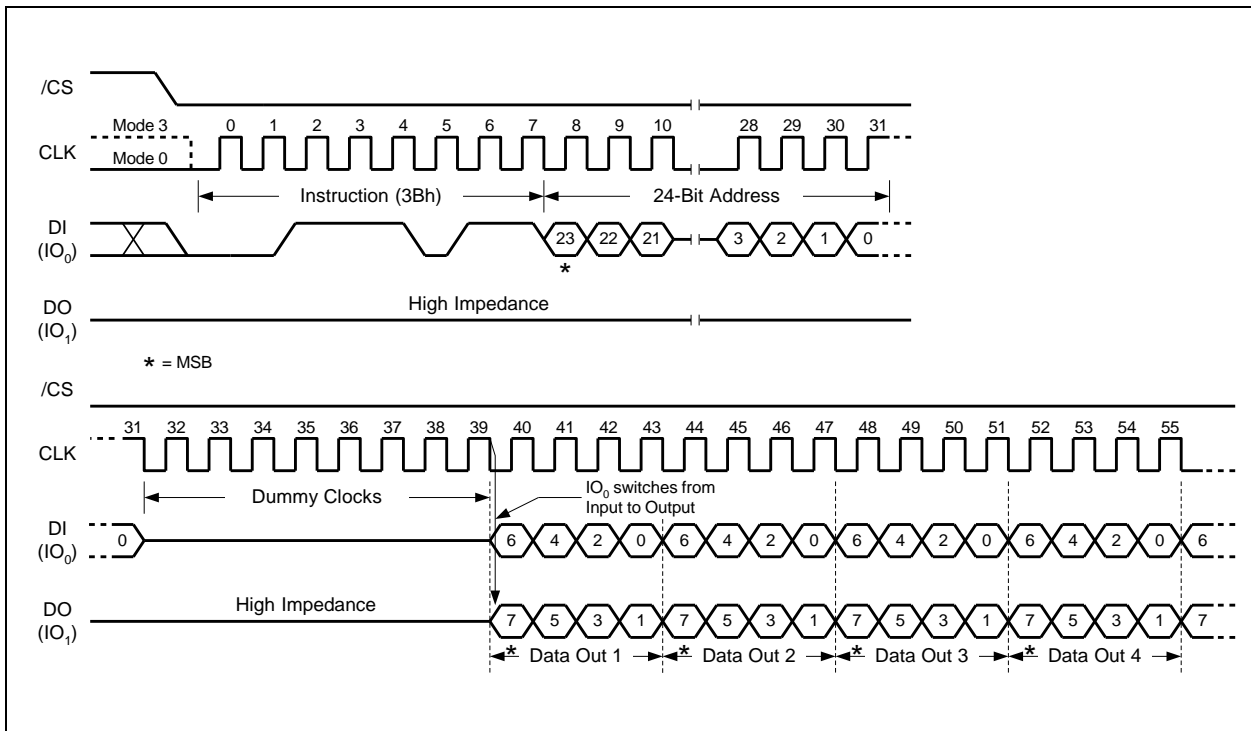 /CS
Mode 3 0 1 2 3 4 5 6 7 8 9 10 28 29 30 31
CLK
Mode 0
Instruction (3Bh) 24-Bit Address
DI
(IO0)
23 22 21 3 2 1 0
*
DO
(IO1)
High Impedance
* = MSB
/CS
31 32 33 34 35 36 37 38 39 40 41 42 43 44 45 46 47 48 49 50 51 52 53 54 55
CLK
Dummy Clocks
IO0 switches from
Input to Output
DI
(IO0)
0 6 4 2 0 6 4 2 0 6 4 2 0 6 4 2 0 6
DO
(IO1)
High Impedance
7 5 3 1 7 5 3 1 7 5 3 1 7 5 3 1 7
* Data Out 1 * Data Out 2 * Data Out 3 * Data Out 4